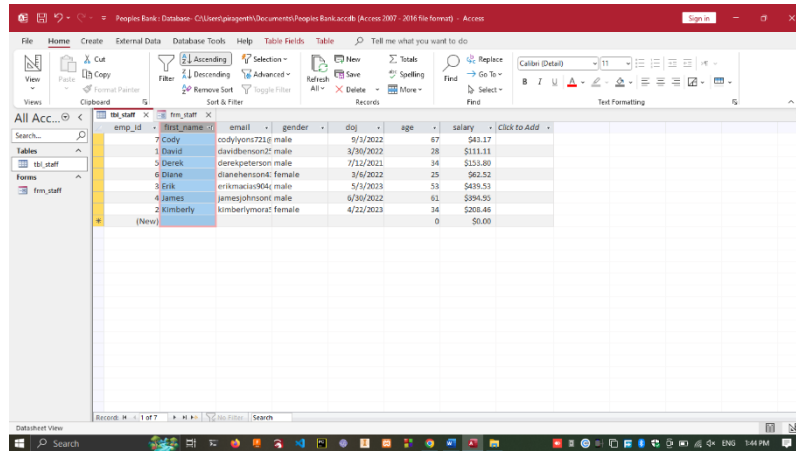 Peoples Bank : Database- C:\Users\piragenth\Documents\Peoples Bank.accdb (Access 2007 - 2016 file format) - Access
Sign in
File Home Create External Data Database Tools Help Table Fields Table Tell me what you want to do
View
Views
Paste
Cut
Copy
Format Painter
Clipboard
Filter
Ascending
Descending
Remove Sort
Selection
Advanced
Toggle Filter
Sort & Filter
Refresh All
New
Save
Delete
Totals
Spelling
More
Records
Find
Replace
Go To
Select
Find
Calibri (Detail) 11
B I U A
Text Formatting
All Acc...
Search...
Tables
tbl_staff
Forms
frm_staff
tbl_staff frm_staff
emp_id first_name email gender doj age salary Click to Add
7 Cody codylyons721@ male 9/3/2022 67 $43.17
1 David davidbenson25 male 3/30/2022 28 $111.11
5 Derek derekpeterson male 7/12/2021 34 $153.80
6 Diane dianehenson4 female 3/6/2022 25 $62.52
3 Erik erikmacias904( male 5/3/2023 53 $439.53
4 James jamesjohnson( male 6/30/2022 61 $394.95
2 Kimberly kimberlymora! female 4/22/2023 34 $208.46
(New) 0 $0.00
Record: 1 of 7 No Filter Search
Datasheet View
Search
ENG 1:44 PM